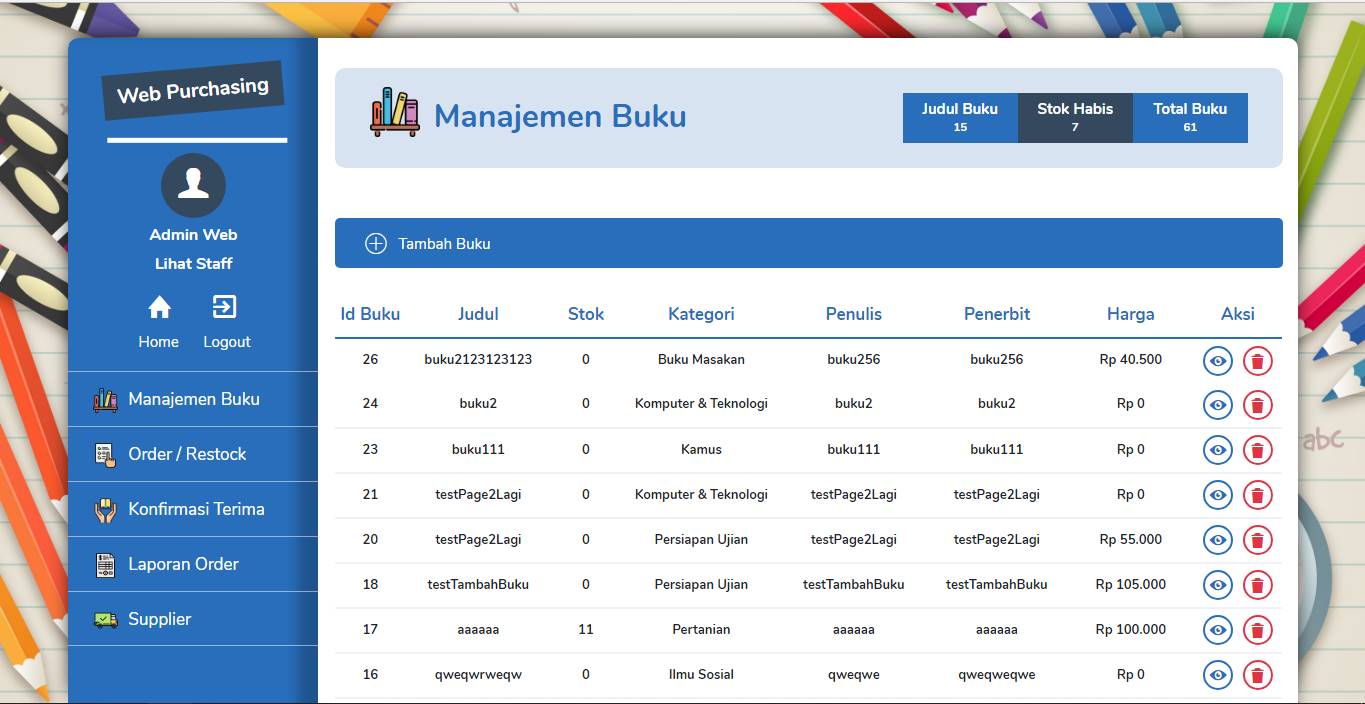 Web Purchasing
Admin Web
Lihat Staff
Home Logout
Manajemen Buku
Order / Restock
Konfirmasi Terima
Laporan Order
Supplier
Manajemen Buku
Judul Buku Stok Habis Total Buku
15 7 61
Tambah Buku
Id Buku Judul Stok Kategori Penulis Penerbit Harga Aksi
26 buku2123123123 0 Buku Masakan buku256 buku256 Rp 40.500
24 buku2 0 Komputer & Teknologi buku2 buku2 Rp 0
23 buku111 0 Kamus buku111 buku111 Rp 0
21 testPage2Lagi 0 Komputer & Teknologi testPage2Lagi testPage2Lagi Rp 0
20 testPage2Lagi 0 Persiapan Ujian testPage2Lagi testPage2Lagi Rp 55.000
18 testTambahBuku 0 Persiapan Ujian testTambahBuku testTambahBuku Rp 105.000
17 aaaaaa 11 Pertanian aaaaaa aaaaaa Rp 100.000
16 qweqwrweqw 0 Ilmu Sosial qweqwe qweqweqwe Rp 0
abc